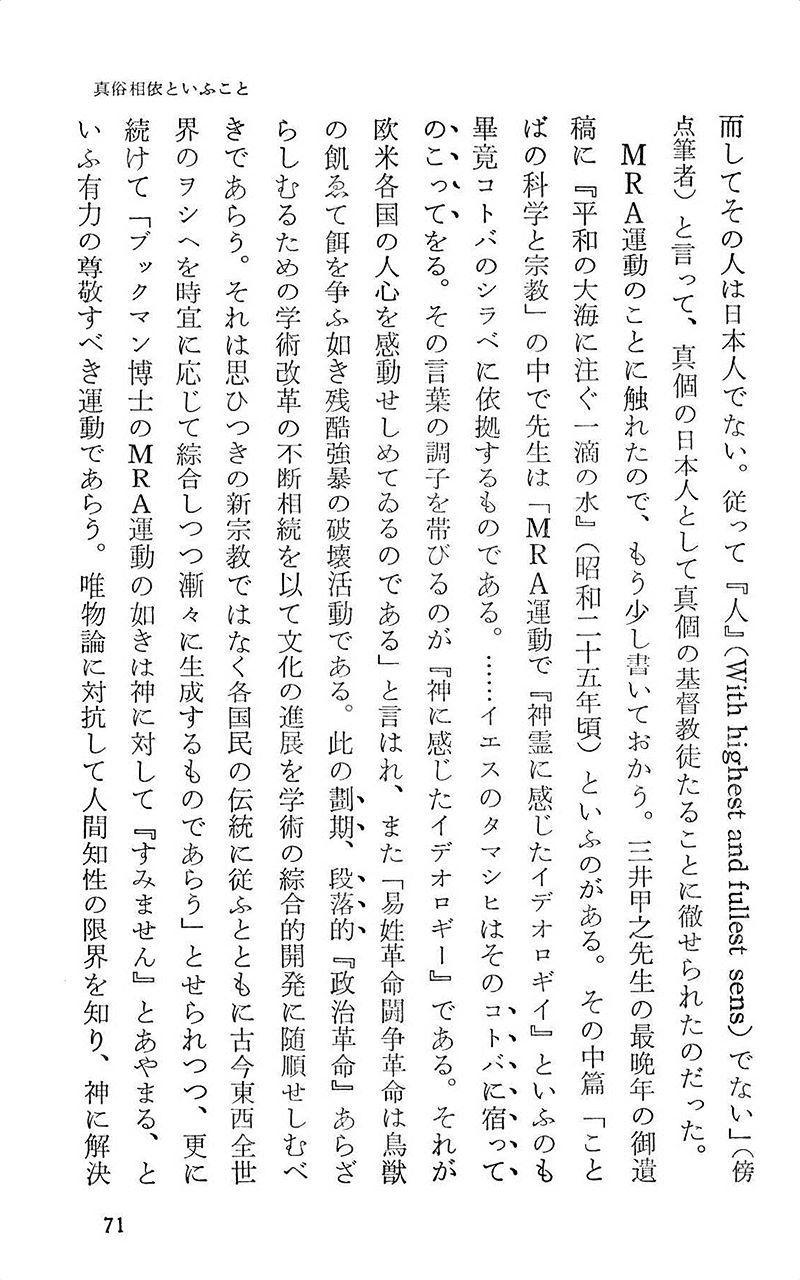 真俗相依といふこと
而してその人は日本人でない。従って『人』(With highest and fullest sens)でない」(傍
点筆者)と言って、真個の日本人として真個の基督教徒たることに徹せられたのだった。
MRA運動のことに触れたので、もう少し書いておかう。三井甲之先生の最晩年の御遺
稿に『平和の大海に注ぐ一滴の水』(昭和二十五年頃)といふのがある。その中篇「こと
ばの科学と宗教」の中で先生は「MRA運動で『神霊に感じたイデオロギイ』といふのも
畢竟コトバのシラベに依拠するものである。……イエスのタマシヒはそのコトバに宿って
のこってをる。その言葉の調子を帯びるのが『神に感じたイデオロギー』である。それが
欧米各国の人心を感動せしめてゐるのである」と言はれ、また「易姓革命闘争革命は鳥獣
の飢ゑて餌を争ふ如き残酷強暴の破壊活動である。此の劃期、段落的『政治革命』あらざ
らしむるための学術改革の不断相続を以て文化の進展を学術の綜合的開発に随順せしむべ
きであらう。それは思ひつきの新宗教ではなく各国民の伝統に従ふとともに古今東西全世
界のヲシヘを時宜に応じて綜合しつつ漸々に生成するものであらう」とせられつつ、更に
続けて「ブックマン博士のMRA運動の如きは神に対して『すみません』とあやまる、と
いふ有力の尊敬すべき運動であらう。唯物論に対抗して人間知性の限界を知り、神に解決
71